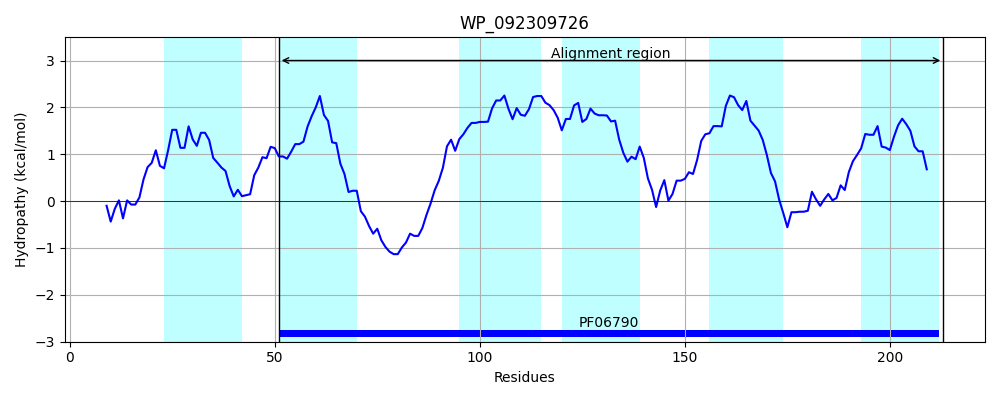 WP_092309726
Alignment region
Hydropathy (kcal/mol)
3
2
1
0
−1
−2
−3
PF06790
0 50 100 150 200
Residues